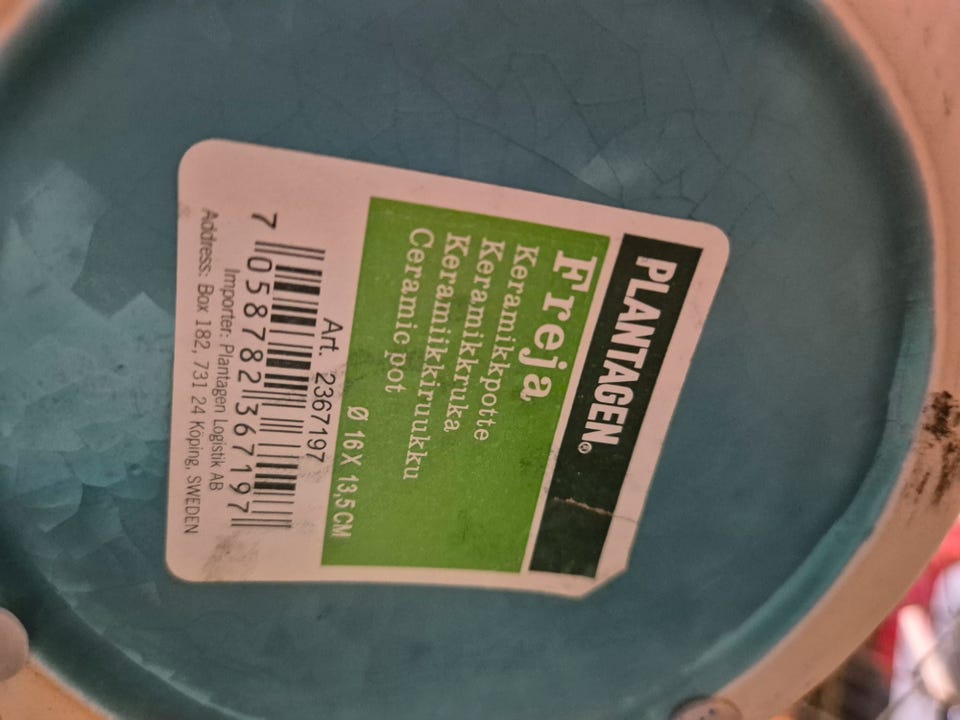 PLANTAGEN®
Freja
Keramikkpotte
Keramikkruka
Keramiikkiruukku
Ceramic pot
Ø 16 X 13,5 CM
Art. 2367197
7 058782 367197
Importer: Plantagen Logistik AB
Address: Box 182, 731 24 Köping, SWEDEN